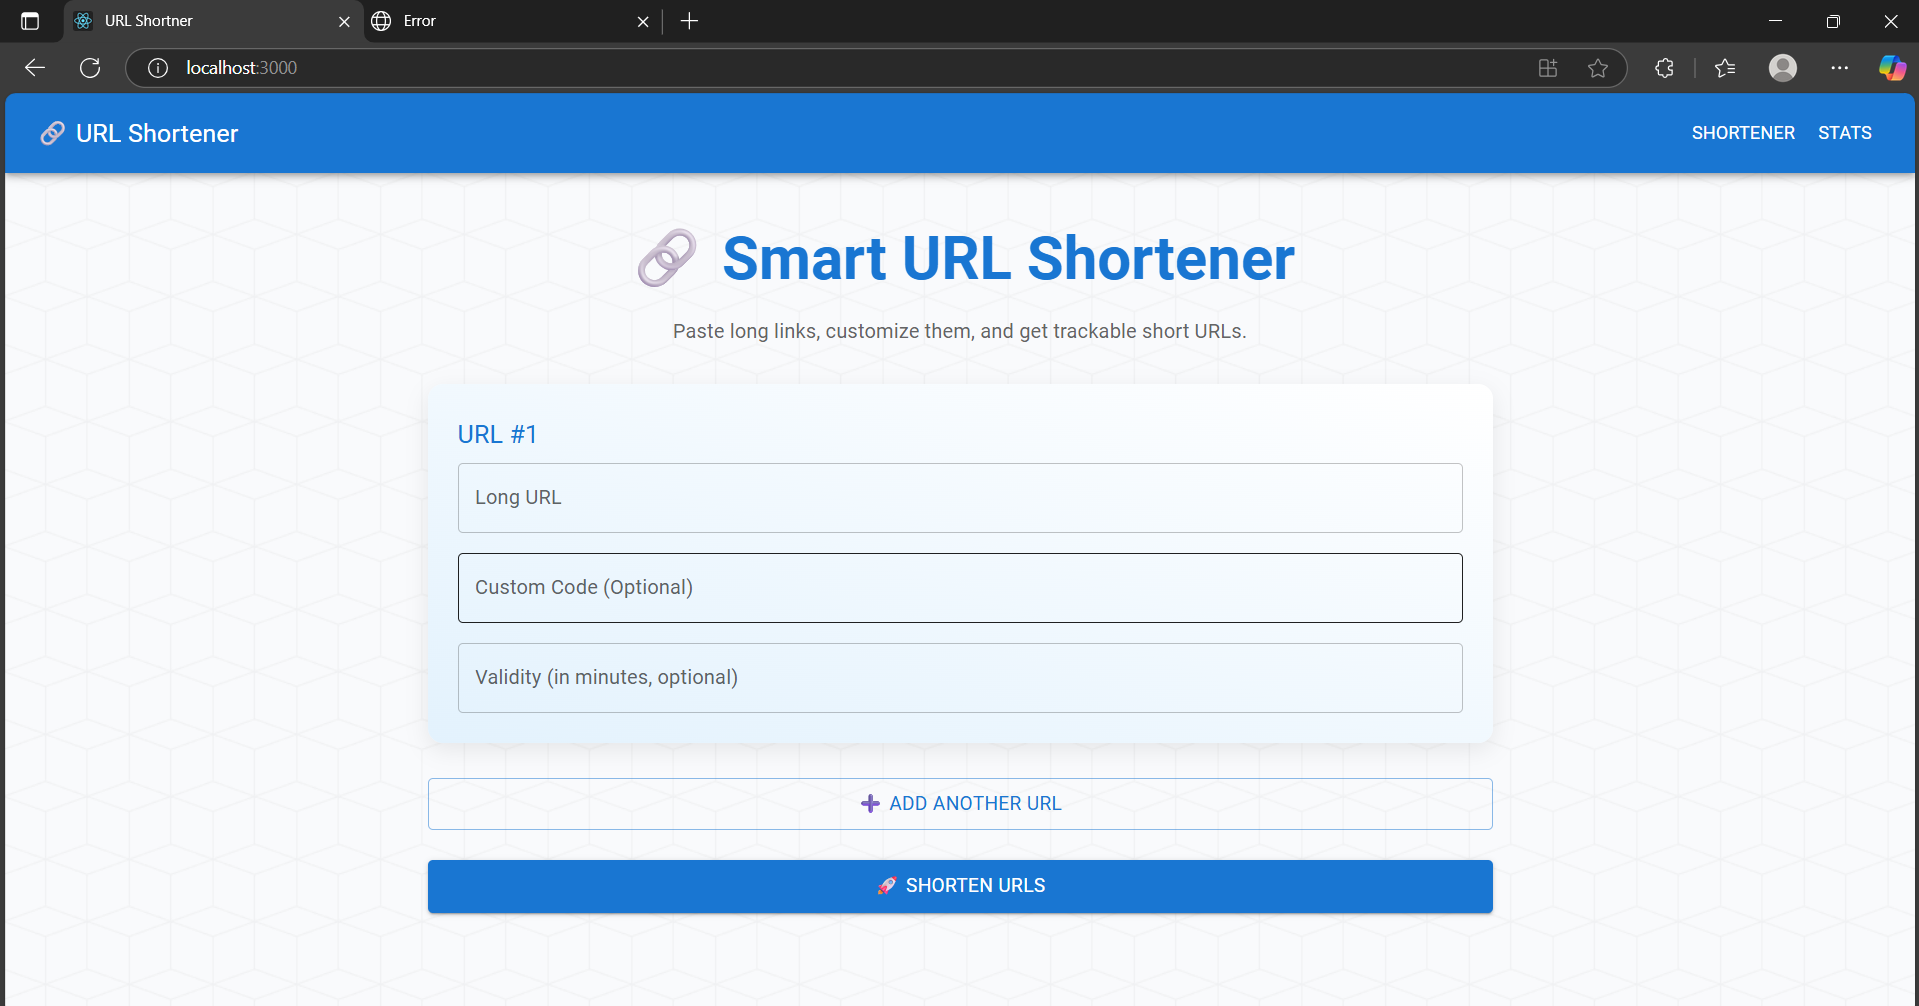 URL Shortner
Error
localhost:3000
🔗 URL Shortener
SHORTENER
STATS
🔗 Smart URL Shortener
Paste long links, customize them, and get trackable short URLs.
URL #1
Long URL
Custom Code (Optional)
Validity (in minutes, optional)
➕ ADD ANOTHER URL
🚀 SHORTEN URLS